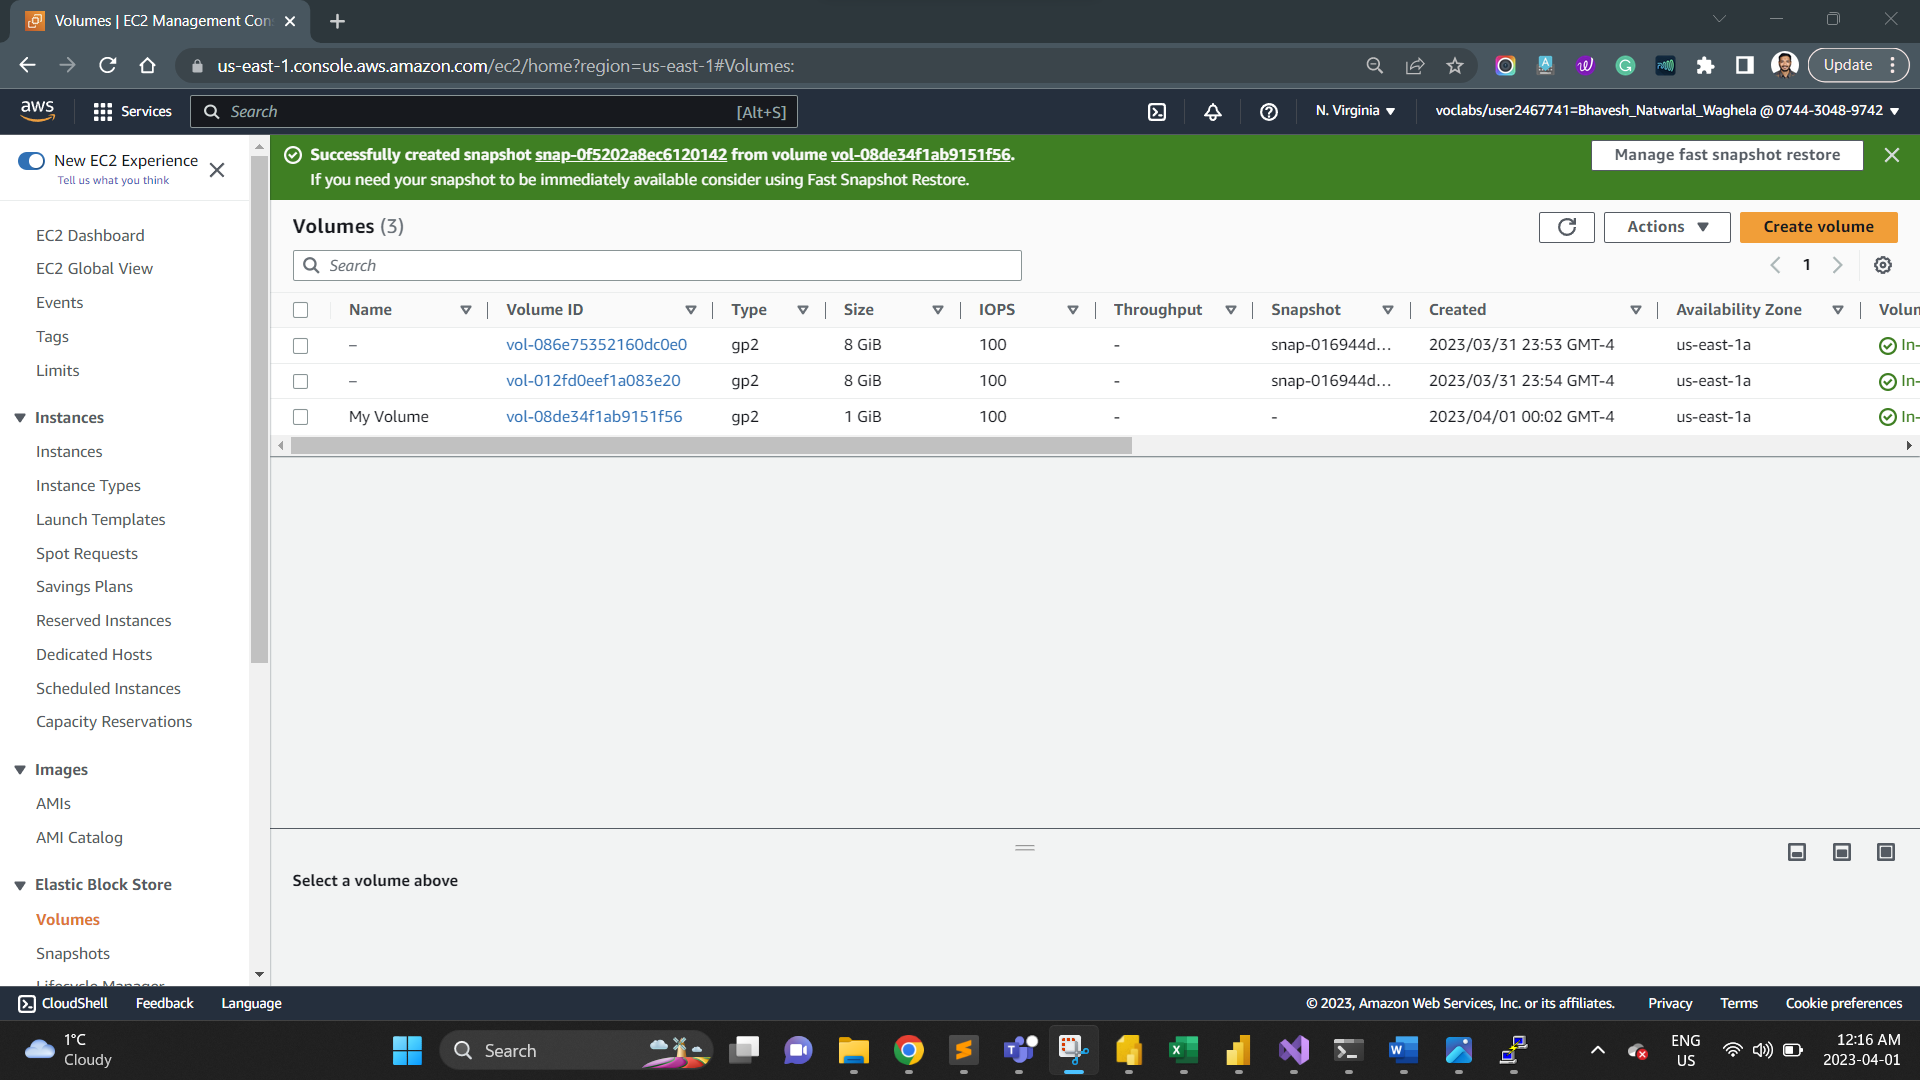 Volumes | EC2 Management Con
us-east-1.console.aws.amazon.com/ec2/home?region=us-east-1#Volumes:
Update
aws
Services
Search
[Alt+S]
N. Virginia
voclabs/user2467741=Bhavesh_Natwarlal_Waghela @ 0744-3048-9742
New EC2 Experience
Tell us what you think
EC2 Dashboard
EC2 Global View
Events
Tags
Limits
Instances
Instances
Instance Types
Launch Templates
Spot Requests
Savings Plans
Reserved Instances
Dedicated Hosts
Scheduled Instances
Capacity Reservations
Images
AMIs
AMI Catalog
Elastic Block Store
Volumes
Snapshots
Lifecycle Manager
Successfully created snapshot snap-0f5202a8ec6120142 from volume vol-08de34f1ab9151f56.
If you need your snapshot to be immediately available consider using Fast Snapshot Restore.
Manage fast snapshot restore
Volumes (3)
Actions
Create volume
Search
1
Name Volume ID Type Size IOPS Throughput Snapshot Created Availability Zone Volum
– vol-086e75352160dc0e0 gp2 8 GiB 100 - snap-016944d... 2023/03/31 23:53 GMT-4 us-east-1a In-
– vol-012fd0eef1a083e20 gp2 8 GiB 100 - snap-016944d... 2023/03/31 23:54 GMT-4 us-east-1a In-
My Volume vol-08de34f1ab9151f56 gp2 1 GiB 100 - - 2023/04/01 00:02 GMT-4 us-east-1a In-
Select a volume above
CloudShell Feedback Language
© 2023, Amazon Web Services, Inc. or its affiliates. Privacy Terms Cookie preferences
1°C
Cloudy
Search
ENG
US
12:16 AM
2023-04-01